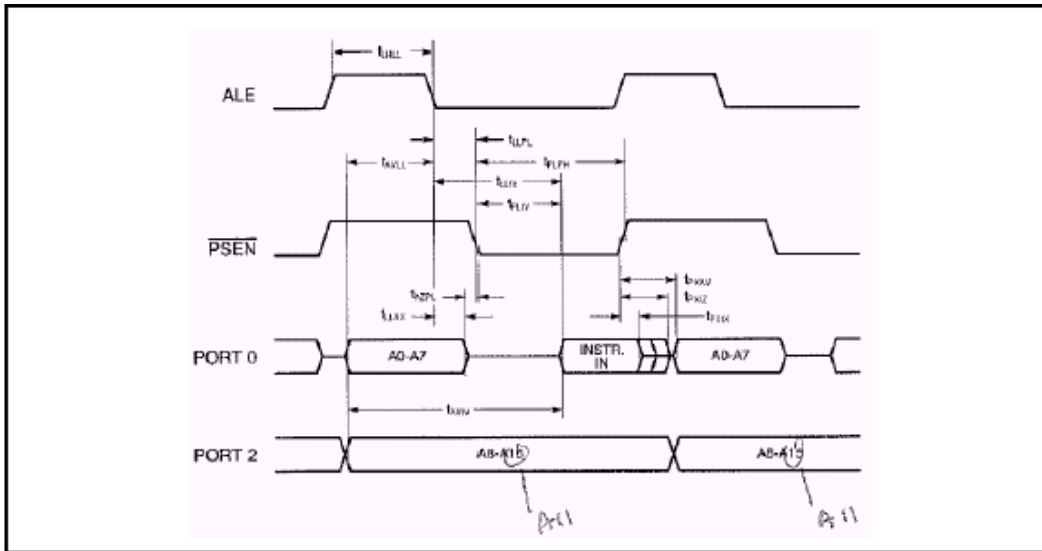 tLHLL
ALE
tLLPL
tAVLL
tPLPH
tLLIV
tPLIV
PSEN
tPXAV
tPXIZ
tAZPL
tLLAX
tPXIX
PORT 0
A0-A7
INSTR.
IN
A0-A7
tAVIV
PORT 2
A8-A15
A8-A15
A11